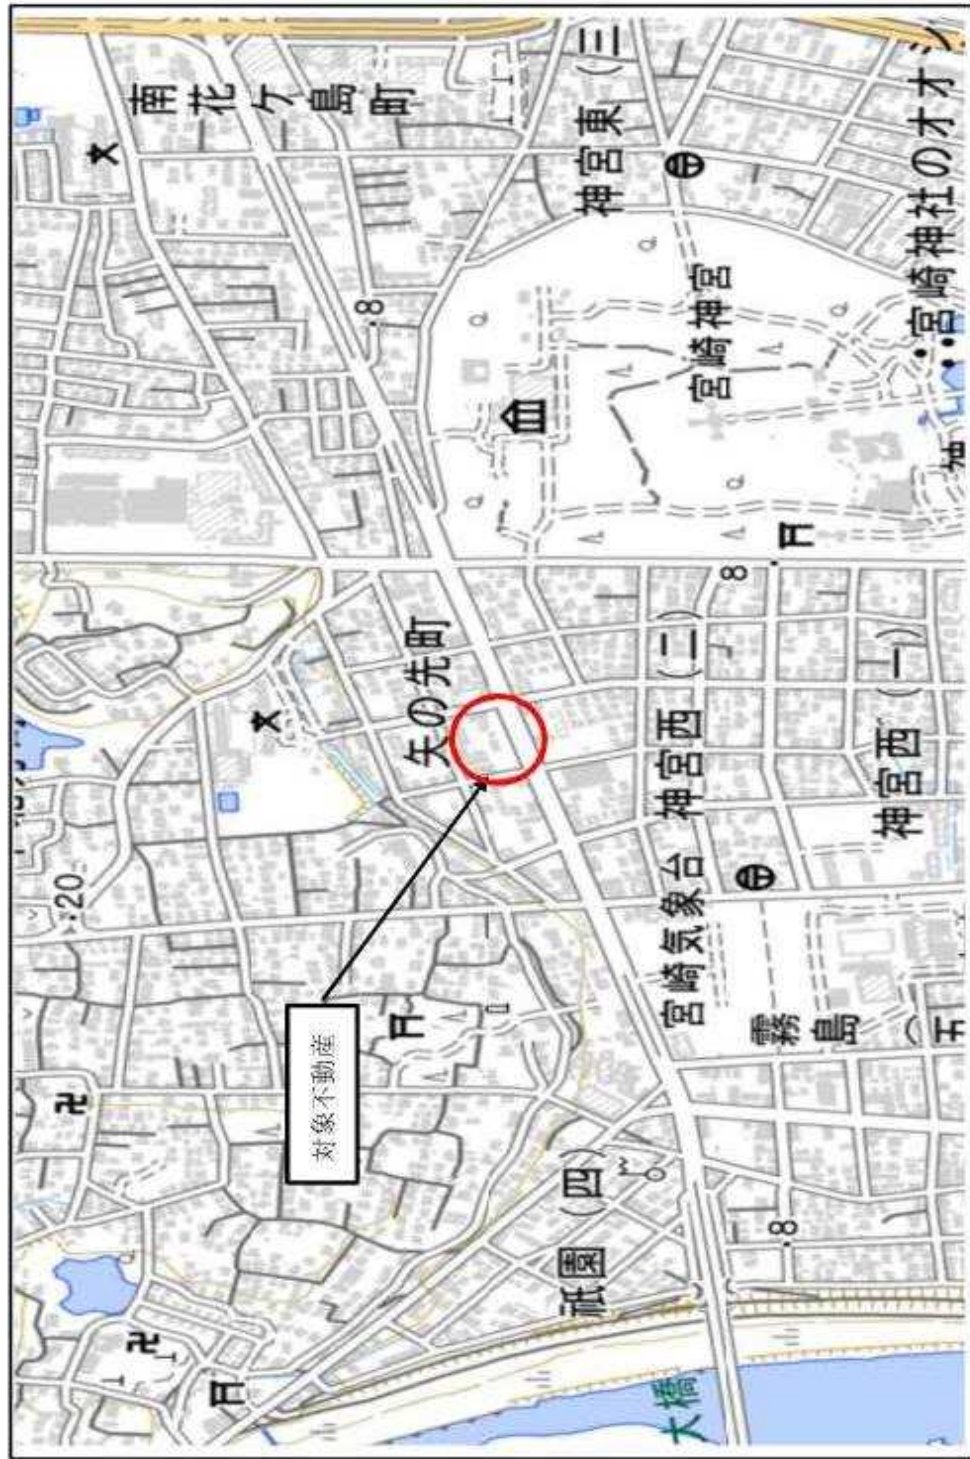 南花ケ島町
神宮東(三)
宮崎神社のオオシ
宮崎神宮
.8
矢の先町
神宮西(二)
8.
神宮西(一)
.20
宮崎気象台
霧島
(五
対象不動産
祇園(四)
.8
大橋